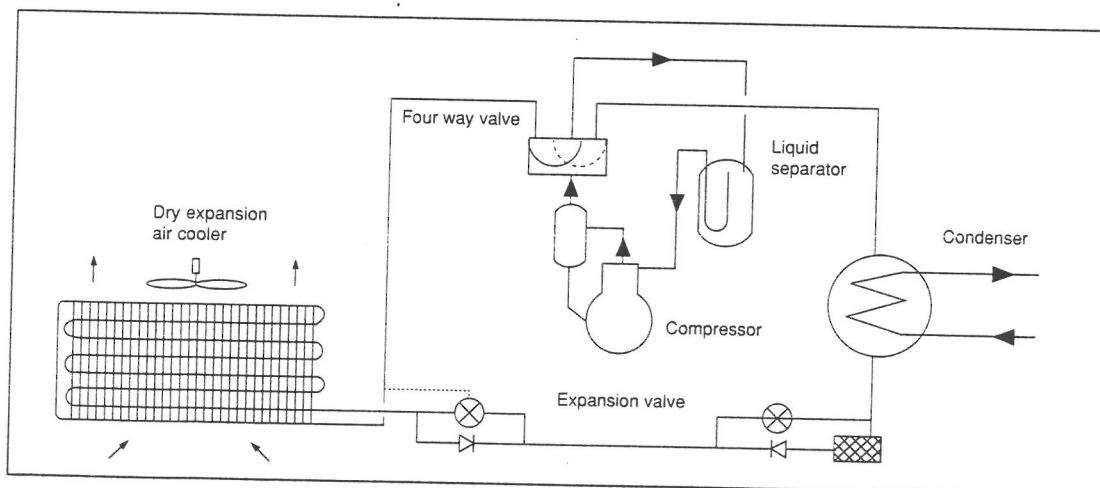 Four way valve
Liquid
separator
Dry expansion
air cooler
Condenser
Compressor
Expansion valve